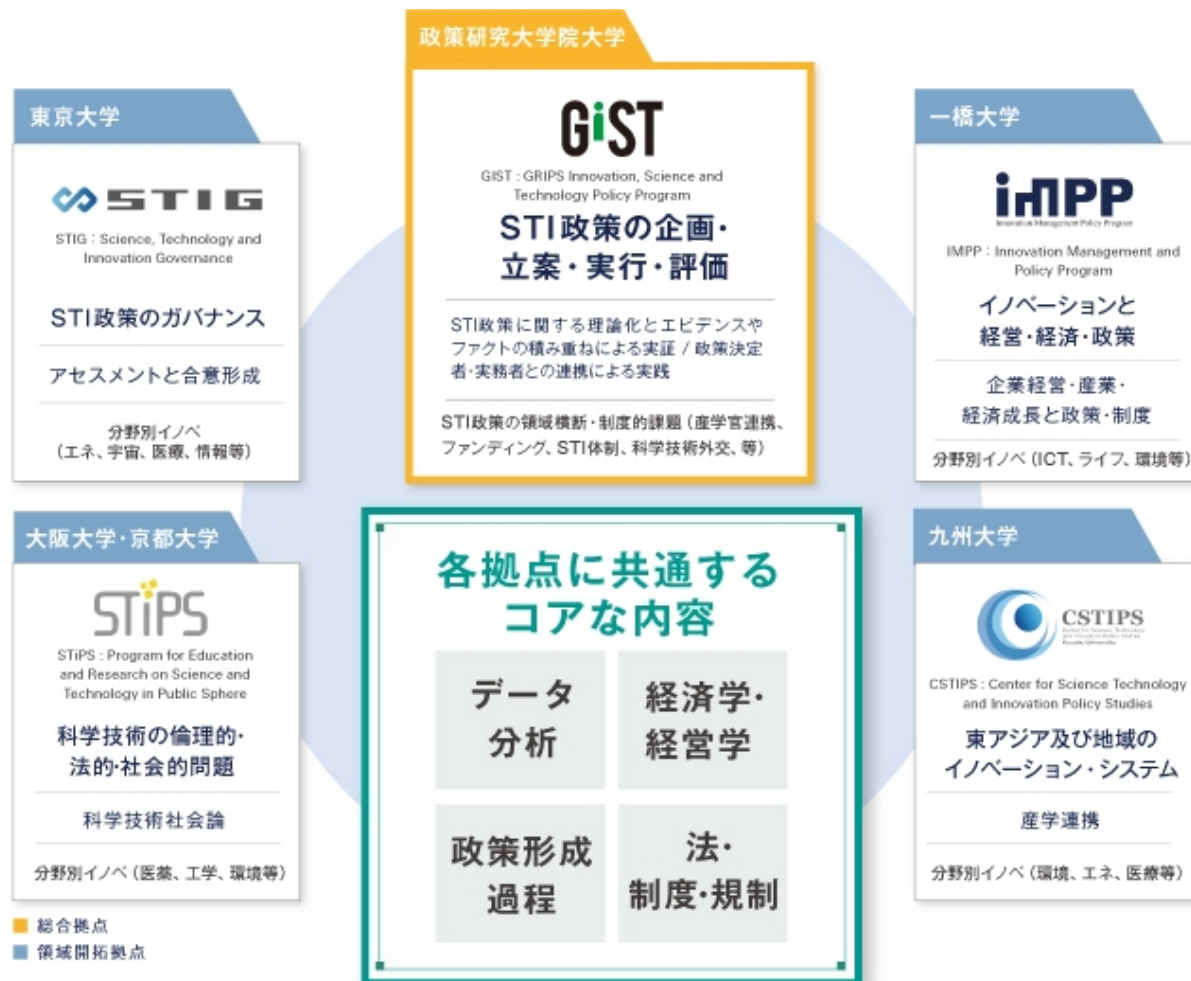 政策研究大学院大学
GiST
GIST : GRIPS Innovation, Science and
Technology Policy Program
STI政策の企画・
立案・実行・評価
STI政策に関する理論化とエビデンスや
ファクトの積み重ねによる実証 / 政策決定
者・実務者との連携による実践
STI政策の領域横断・制度的課題（産学官連携、
ファンディング、STI体制、科学技術外交、等）
東京大学
STIG
STIG : Science, Technology and
Innovation Governance
STI政策のガバナンス
アセスメントと合意形成
分野別イノベ
（エネ、宇宙、医療、情報等）
一橋大学
iMPP
Innovation Management Policy Program
IMPP : Innovation Management and
Policy Program
イノベーションと
経営・経済・政策
企業経営・産業・
経済成長と政策・制度
分野別イノベ（ICT、ライフ、環境等）
大阪大学・京都大学
STiPS
STiPS : Program for Education
and Research on Science and
Technology in Public Sphere
科学技術の倫理的・
法的・社会的問題
科学技術社会論
分野別イノベ（医薬、工学、環境等）
各拠点に共通する
コアな内容
データ
分析
経済学・
経営学
政策形成
過程
法・
制度・規制
九州大学
CSTIPS
Center for Science, Technology
and Innovation Policy Studies
Kyushu University
CSTIPS : Center for Science Technology
and Innovation Policy Studies
東アジア及び地域の
イノベーション・システム
産学連携
分野別イノベ（環境、エネ、医療等）
総合拠点
領域開拓拠点